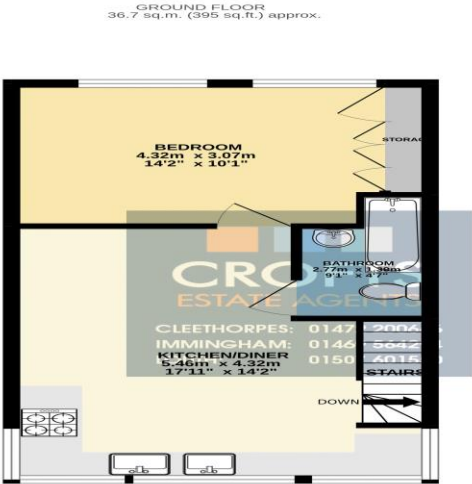 GROUND FLOOR
36.7 sq.m. (395 sq.ft.) approx.
BEDROOM
4.32m x 3.07m
14'2" x 10'1"
BATHROOM
2.77m x 1.39m
9'1" x 4'7"
ESTATE AGENTS
CLEETHORPES:
IMMINGHAM:
KITCHEN/DINER
5.46m x 4.32m
17'11" x 14'2"
STAIRS
DOWN